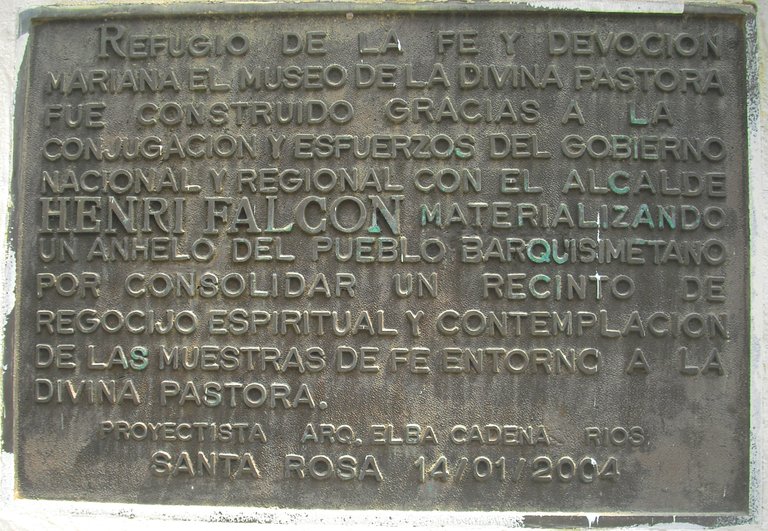 REFUGIO DE LA FE Y DEVOCION
MARIANA EL MUSEO DE LA DIVINA PASTORA
FUE CONSTRUIDO GRACIAS A LA
CONJUGACION Y ESFUERZOS DEL GOBIERNO
NACIONAL Y REGIONAL CON EL ALCALDE
HENRI FALCON MATERIALIZANDO
UN ANHELO DEL PUEBLO BARQUISIMETANO
POR CONSOLIDAR UN RECINTO DE
REGOCIJO ESPIRITUAL Y CONTEMPLACION
DE LAS MUESTRAS DE FE ENTORNO A LA
DIVINA PASTORA.
PROYECTISTA ARQ. ELBA CADENA RIOS.
SANTA ROSA 14/01/2004